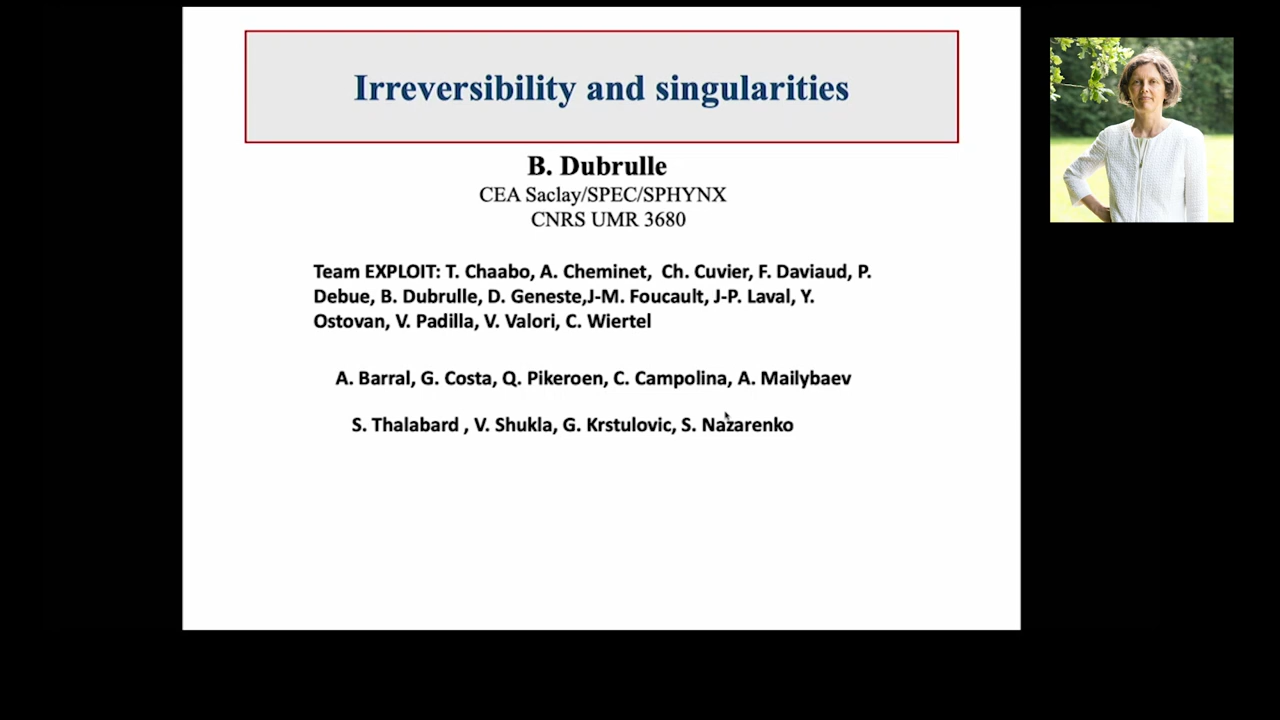 Irreversibility and singularities
B. Dubrulle
CEA Saclay/SPEC/SPHYNX
CNRS UMR 3680
Team EXPLOIT: T. Chaabo, A. Cheminet, Ch. Cuvier, F. Daviaud, P.
Debue, B. Dubrulle, D. Geneste,J-M. Foucault, J-P. Laval, Y.
Ostovan, V. Padilla, V. Valori, C. Wiertel
A. Barral, G. Costa, Q. Pikeroen, C. Campolina, A. Mailybaev
S. Thalabard , V. Shukla, G. Krstulovic, S. Nazarenko